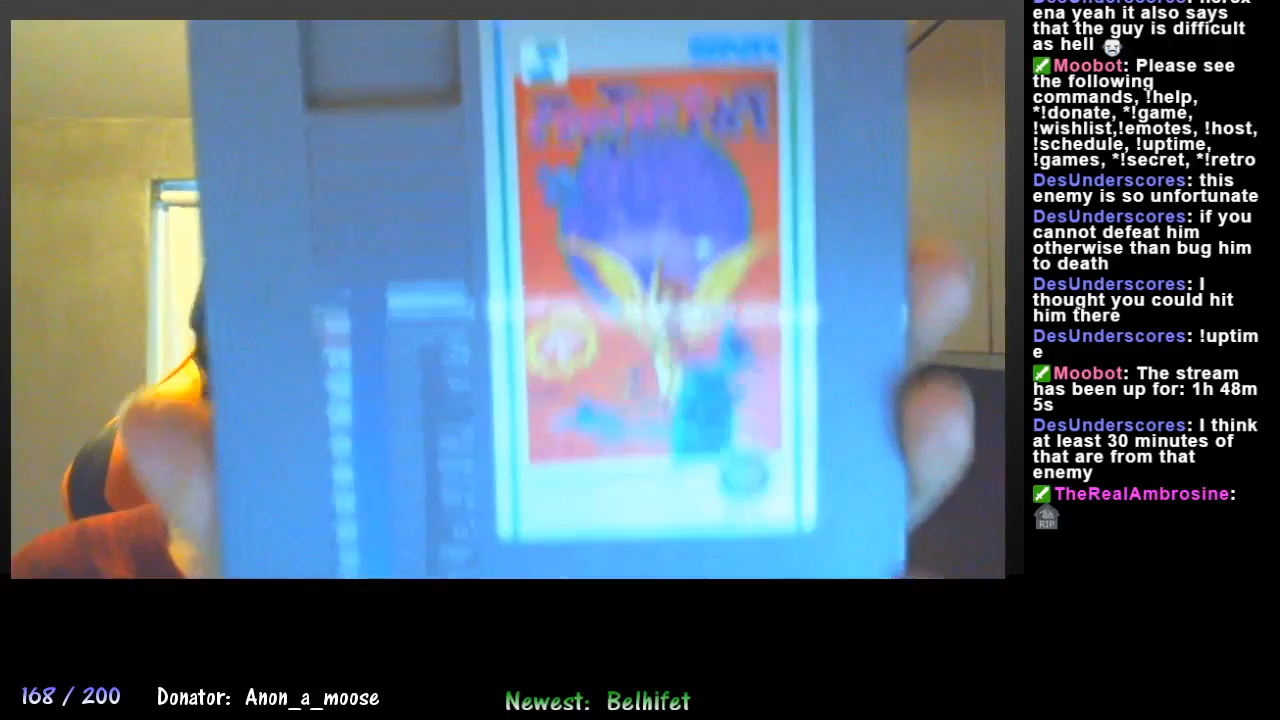 DesUnderscores:
ena yeah it also says
that the guy is difficult
as hell
Moobot: Please see
the following
commands, !help,
*!donate, *!game,
!wishlist,!emotes, !host,
!schedule, !uptime,
!games, *!secret, *!retro
DesUnderscores: this
enemy is so unfortunate
DesUnderscores: if you
cannot defeat him
otherwise than bug him
to death
DesUnderscores: I
thought you could hit
him there
DesUnderscores: !uptim
e
Moobot: The stream
has been up for: 1h 48m
5s
DesUnderscores: I think
at least 30 minutes of
that are from that
enemy
TheRealAmbrosine:
RIP
168 / 200
Donator: Anon_a_moose
Newest: Belhifet